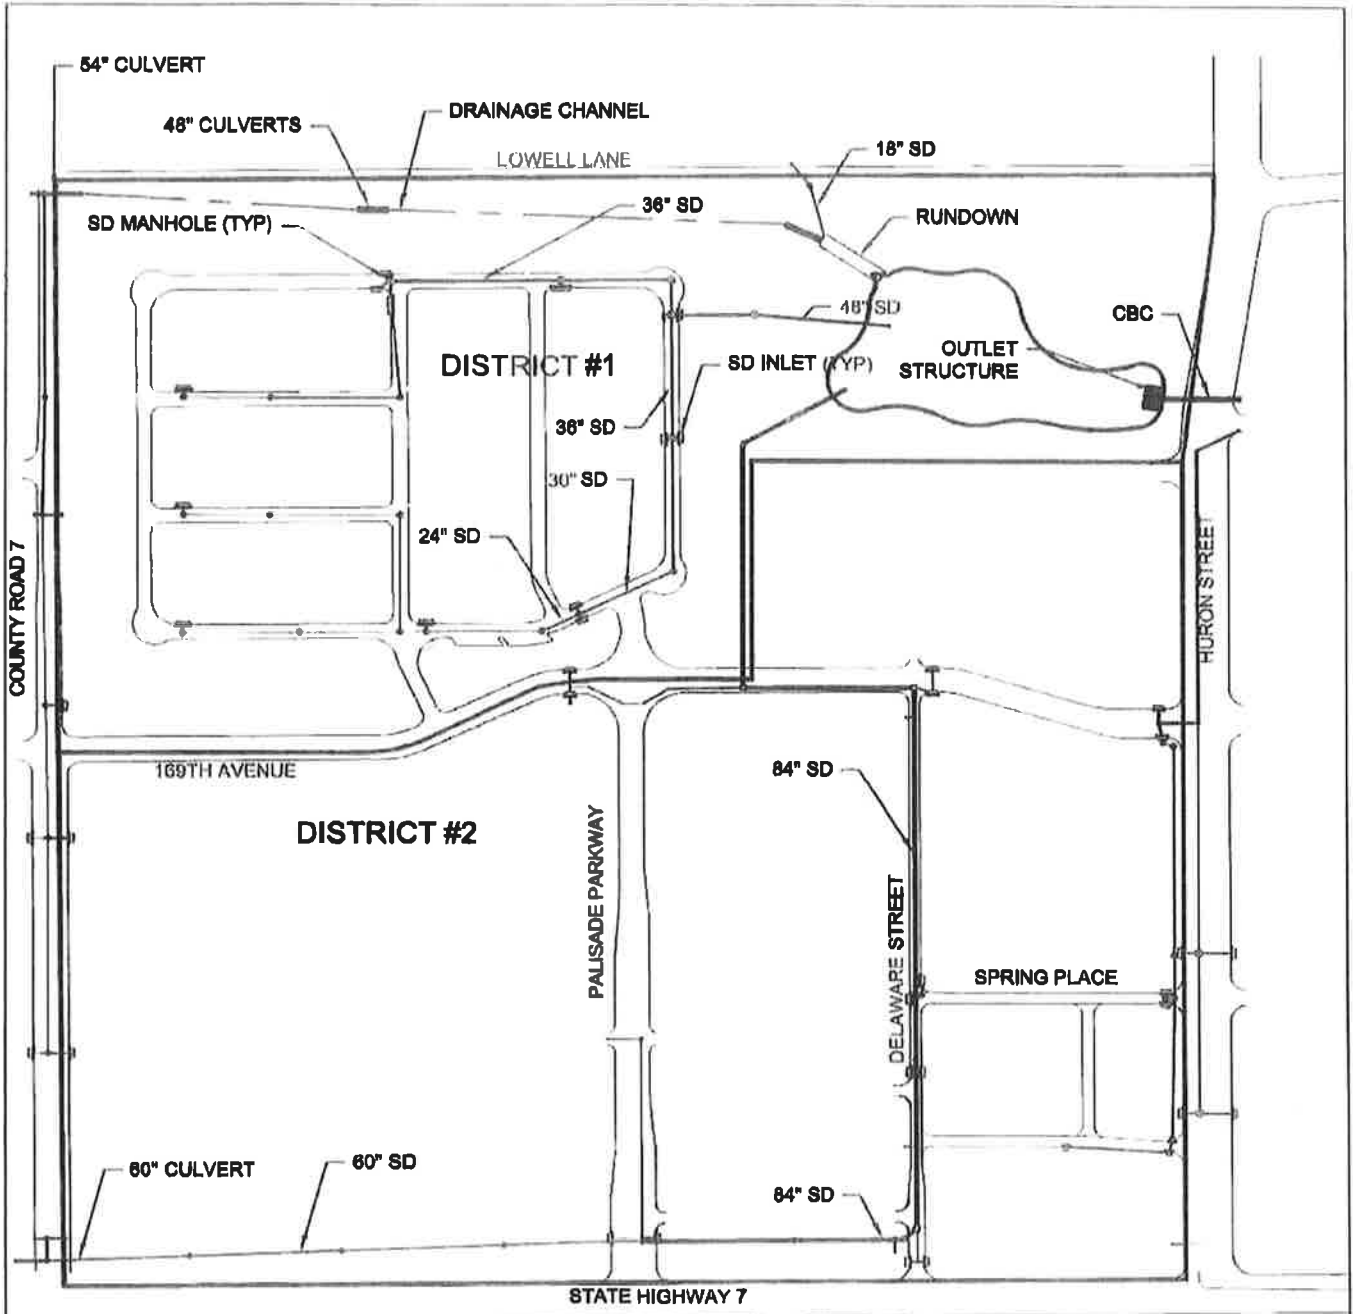 54" CULVERT
48" CULVERTS
DRAINAGE CHANNEL
LOWELL LANE
18" SD
SD MANHOLE (TYP)
36" SD
RUNDOWN
48" SD
CBC
DISTRICT #1
SD INLET (TYP)
OUTLET
STRUCTURE
36" SD
30" SD
24" SD
COUNTY ROAD 7
HURON STREET
169TH AVENUE
84" SD
DISTRICT #2
PALISADE PARKWAY
DELAWARE STREET
SPRING PLACE
60" CULVERT
60" SD
84" SD
STATE HIGHWAY 7